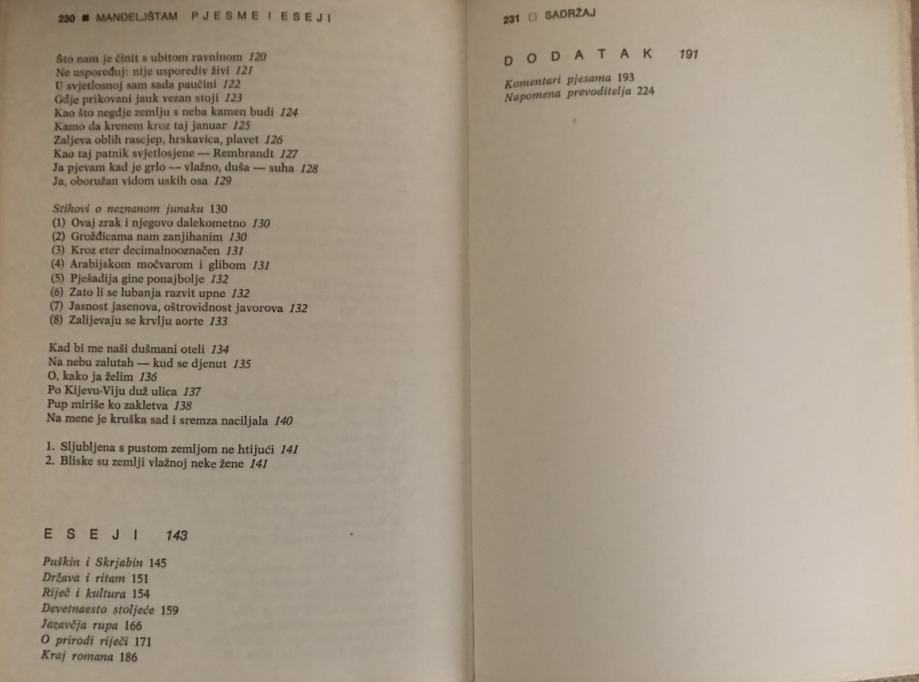 230 ■ MANDELJŠTAM PJESME I ESEJI
Što nam je činit s ubitom ravninom 120
Ne uspoređuj: nije usporediv živi 121
U svjetlosnoj sam sada paučini 122
Gdje prikovani jauk vezan stoji 123
Kao što negdje zemlju s neba kamen budi 124
Kamo da krenem kroz taj januar 125
Zaljeva oblih rascjep, hrskavica, plavet 126
Kao taj patnik svjetlosjene — Rembrandt 127
Ja pjevam kad je grlo — vlažno, duša — suha 128
Ja, oboružan vidom uskih osa 129
Stihovi o neznanom junaku 130
(1) Ovaj zrak i njegovo dalekometno 130
(2) Grožđicama nam zanjihanim 130
(3) Kroz eter decimalnooznačen 131
(4) Arabijskom močvarom i glibom 131
(5) Pješadija gine ponajbolje 132
(6) Zato li se lubanja razvit upne 132
(7) Jasnost jasenova, oštrovidnost javorova 132
(8) Zalijevaju se krvlju aorte 133
Kad bi me naši dušmani oteli 134
Na nebu zalutah — kud se djenut 135
O, kako ja želim 136
Po Kijevu-Viju duž ulica 137
Pup miriše ko zakletva 138
Na mene je kruška sad i sremza naciljala 140
1. Sljubljena s pustom zemljom ne htijući 141
2. Bliske su zemlji vlažnoj neke žene 141
ESEJI 143
Puškin i Skrjabin 145
Država i ritam 151
Riječ i kultura 154
Devetnaesto stoljeće 159
Jazavčja rupa 166
O prirodi riječi 171
Kraj romana 186
231 □ SADRŽAJ
DODATAK 191
Komentari pjesama 193
Napomena prevoditelja 224